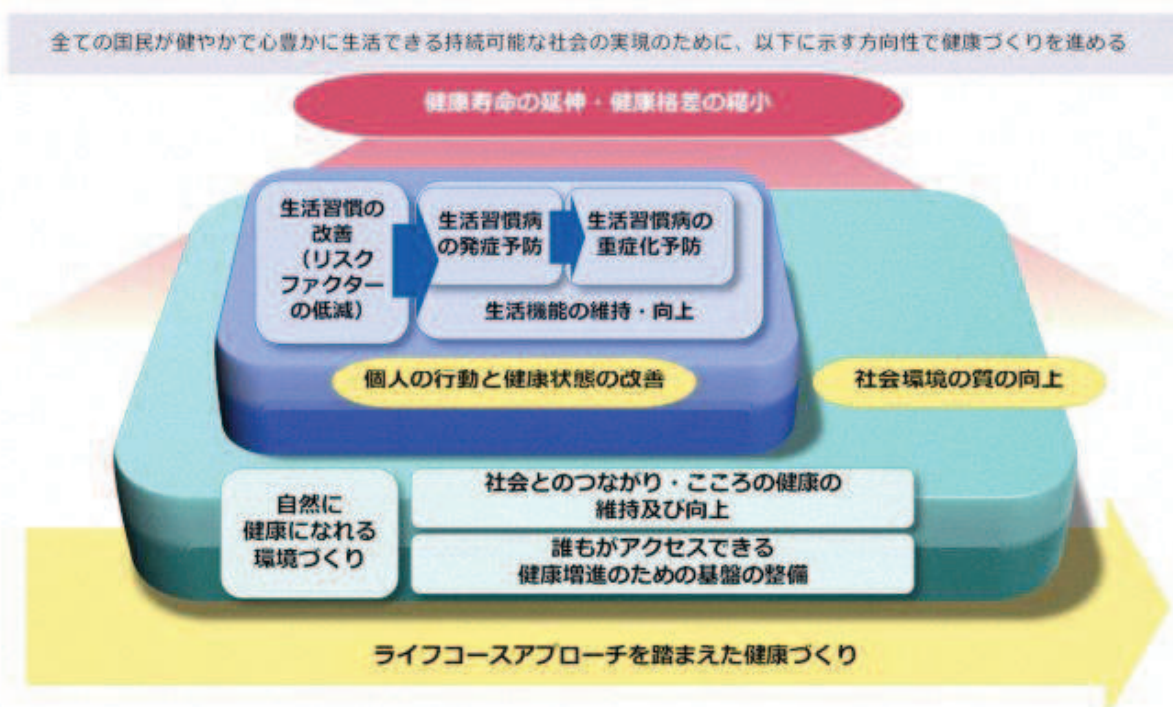 全ての国民が健やかで心豊かに生活できる持続可能な社会の実現のために、以下に示す方向性で健康づくりを進める
健康寿命の延伸・健康格差の縮小
生活習慣の
改善
（リスク
ファクター
の低減）
生活習慣病
の発症予防
生活習慣病の
重症化予防
生活機能の維持・向上
個人の行動と健康状態の改善
社会環境の質の向上
自然に
健康になれる
環境づくり
社会とのつながり・こころの健康の
維持及び向上
誰もがアクセスできる
健康増進のための基盤の整備
ライフコースアプローチを踏まえた健康づくり